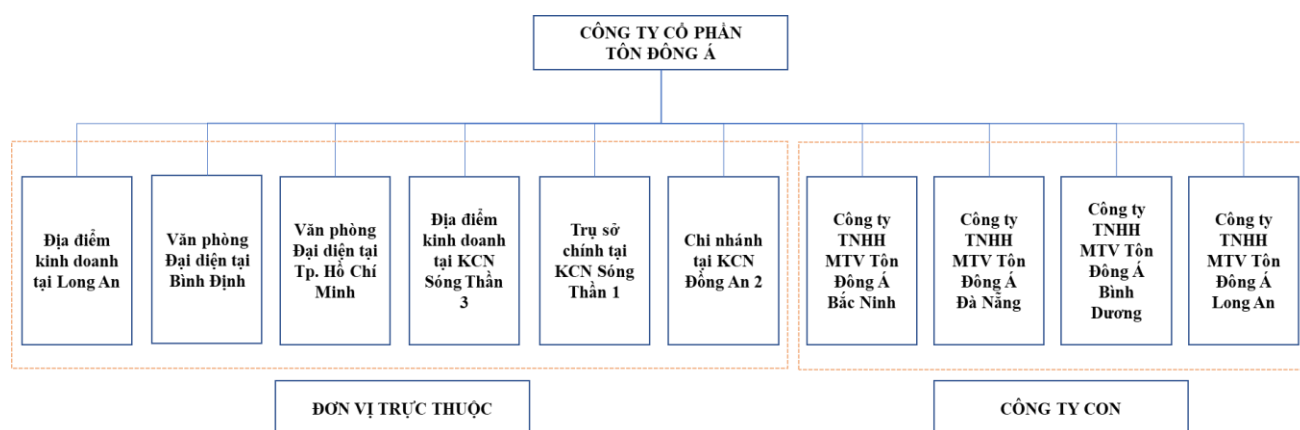 CÔNG TY CỔ PHẦN
TÔN ĐÔNG Á
Địa điểm
kinh doanh
tại Long An
Văn phòng
Đại diện tại
Bình Định
Văn phòng
Đại diện tại
Tp. Hồ Chí
Minh
Địa điểm
kinh doanh
tại KCN
Sóng Thần
3
Trụ sở
chính tại
KCN Sóng
Thần 1
Chi nhánh
tại KCN
Đồng An 2
Công ty
TNHH
MTV Tôn
Đông Á
Bắc Ninh
Công ty
TNHH
MTV Tôn
Đông Á
Đà Nẵng
Công ty
TNHH
MTV Tôn
Đông Á
Bình
Dương
Công ty
TNHH
MTV Tôn
Đông Á
Long An
ĐƠN VỊ TRỰC THUỘC
CÔNG TY CON